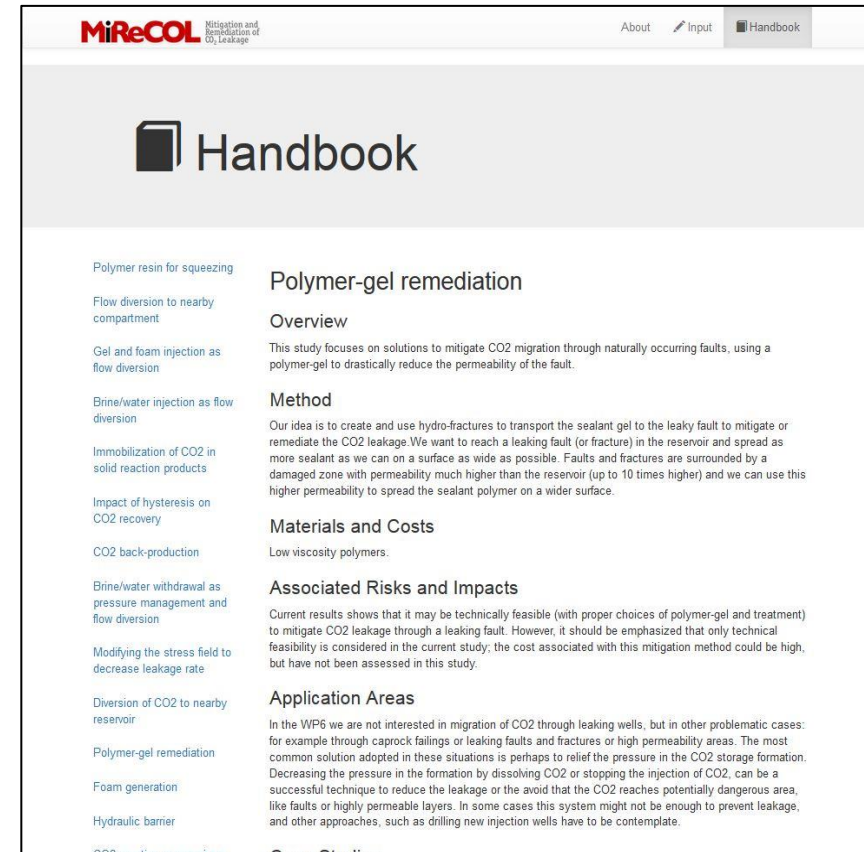 MiReCOL Mitigation and
Remediation of
CO2 Leakage
About
Input
Handbook
Handbook
Polymer resin for squeezing
Flow diversion to nearby
compartment
Gel and foam injection as
flow diversion
Brine/water injection as flow
diversion
Immobilization of CO2 in
solid reaction products
Impact of hysteresis on
CO2 recovery
CO2 back-production
Brine/water withdrawal as
pressure management and
flow diversion
Modifying the stress field to
decrease leakage rate
Diversion of CO2 to nearby
reservoir
Polymer-gel remediation
Foam generation
Hydraulic barrier
Polymer-gel remediation
Overview
This study focuses on solutions to mitigate CO2 migration through naturally occurring faults, using a
polymer-gel to drastically reduce the permeability of the fault.
Method
Our idea is to create and use hydro-fractures to transport the sealant gel to the leaky fault to mitigate or
remediate the CO2 leakage.We want to reach a leaking fault (or fracture) in the reservoir and spread as
more sealant as we can on a surface as wide as possible. Faults and fractures are surrounded by a
damaged zone with permeability much higher than the reservoir (up to 10 times higher) and we can use this
higher permeability to spread the sealant polymer on a wider surface.
Materials and Costs
Low viscosity polymers.
Associated Risks and Impacts
Current results shows that it may be technically feasible (with proper choices of polymer-gel and treatment)
to mitigate CO2 leakage through a leaking fault. However, it should be emphasized that only technical
feasibility is considered in the current study; the cost associated with this mitigation method could be high,
but have not been assessed in this study.
Application Areas
In the WP6 we are not interested in migration of CO2 through leaking wells, but in other problematic cases:
for example through caprock failings or leaking faults and fractures or high permeability areas. The most
common solution adopted in these situations is perhaps to relief the pressure in the CO2 storage formation.
Decreasing the pressure in the formation by dissolving CO2 or stopping the injection of CO2, can be a
successful technique to reduce the leakage or the avoid that the CO2 reaches potentially dangerous area,
like faults or highly permeable layers. In some cases this system might not be enough to prevent leakage,
and other approaches, such as drilling new injection wells have to be contemplate.